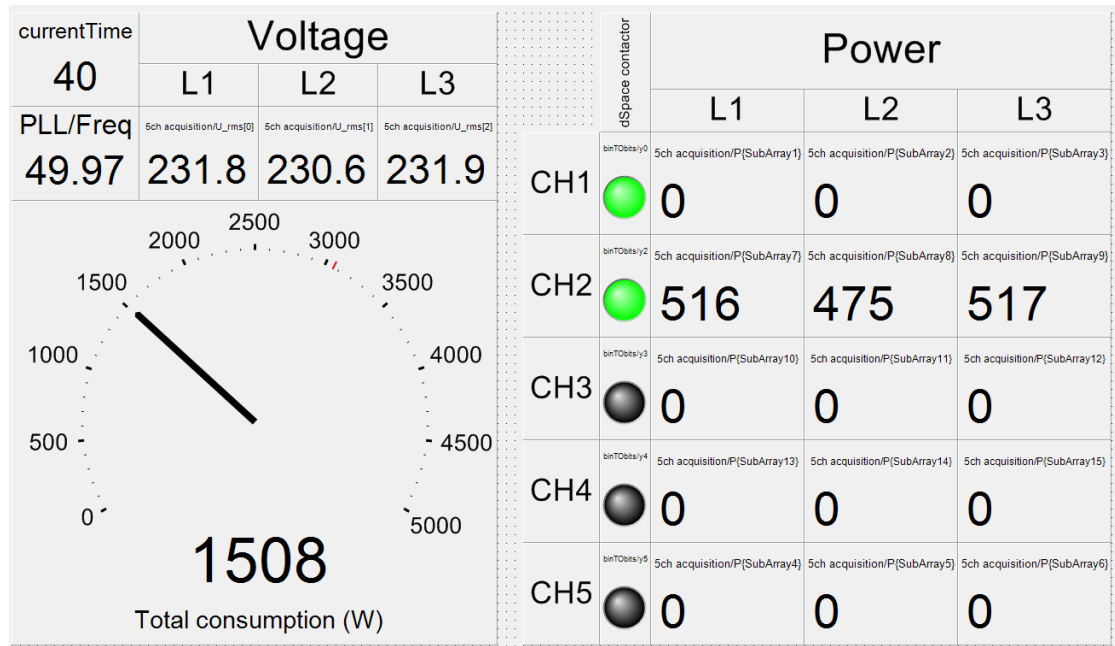 currentTime
40
Voltage
L1 L2 L3
PLL/Freq
49.97
5ch acquisition/U_rms[0] 5ch acquisition/U_rms[1] 5ch acquisition/U_rms[2]
231.8 230.6 231.9
0
500
1000
1500
2000
2500
3000
3500
4000
4500
5000
1508
Total consumption (W)
dSpace contactor
Power
L1 L2 L3
CH1
binTObits/y0
5ch acquisition/P{SubArray1} 5ch acquisition/P{SubArray2} 5ch acquisition/P{SubArray3}
0 0 0
CH2
binTObits/y2
5ch acquisition/P{SubArray7} 5ch acquisition/P{SubArray8} 5ch acquisition/P{SubArray9}
516 475 517
CH3
binTObits/y3
5ch acquisition/P{SubArray10} 5ch acquisition/P{SubArray11} 5ch acquisition/P{SubArray12}
0 0 0
CH4
binTObits/y4
5ch acquisition/P{SubArray13} 5ch acquisition/P{SubArray14} 5ch acquisition/P{SubArray15}
0 0 0
CH5
binTObits/y5
5ch acquisition/P{SubArray4} 5ch acquisition/P{SubArray5} 5ch acquisition/P{SubArray6}
0 0 0